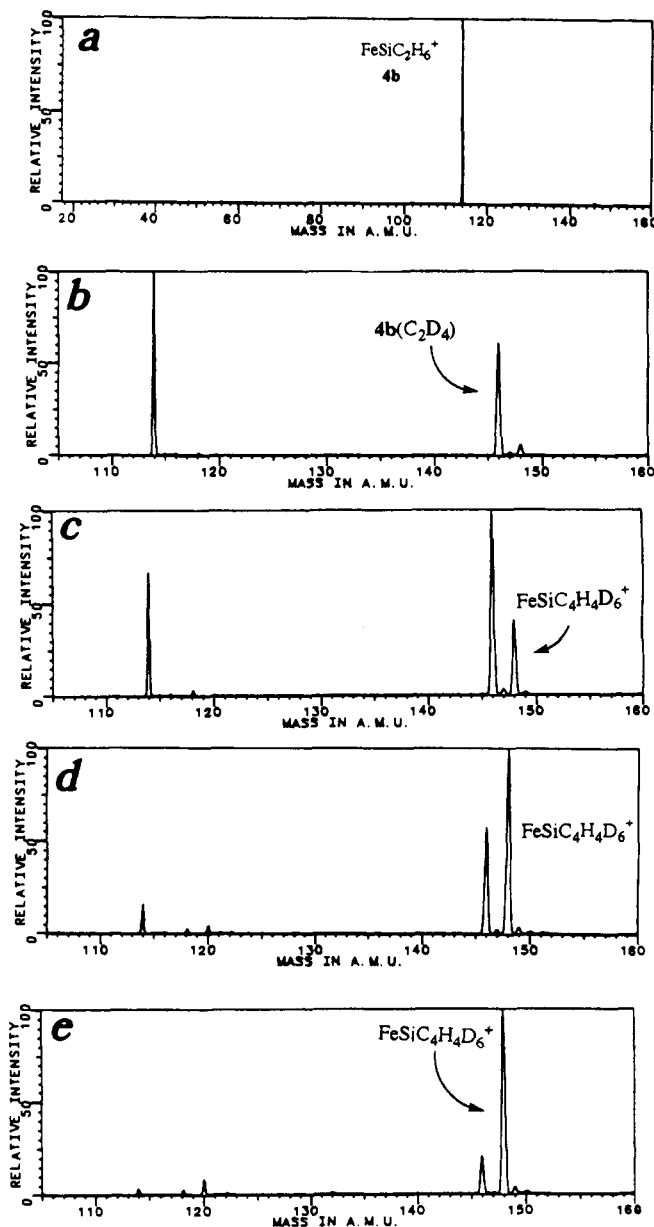 a
FeSiC₂H₆⁺
4b
RELATIVE INTENSITY
100
50
0
20 40 60 80 100 120 140 160
MASS IN A.M.U.
b
4b(C₂D₄)
RELATIVE INTENSITY
100
50
0
110 120 130 140 150 160
MASS IN A.M.U.
c
FeSiC₄H₄D₆⁺
RELATIVE INTENSITY
100
50
0
110 120 130 140 150 160
MASS IN A.M.U.
d
FeSiC₄H₄D₆⁺
RELATIVE INTENSITY
100
50
0
110 120 130 140 150 160
MASS IN A.M.U.
e
FeSiC₄H₄D₆⁺
RELATIVE INTENSITY
100
50
0
110 120 130 140 150 160
MASS IN A.M.U.